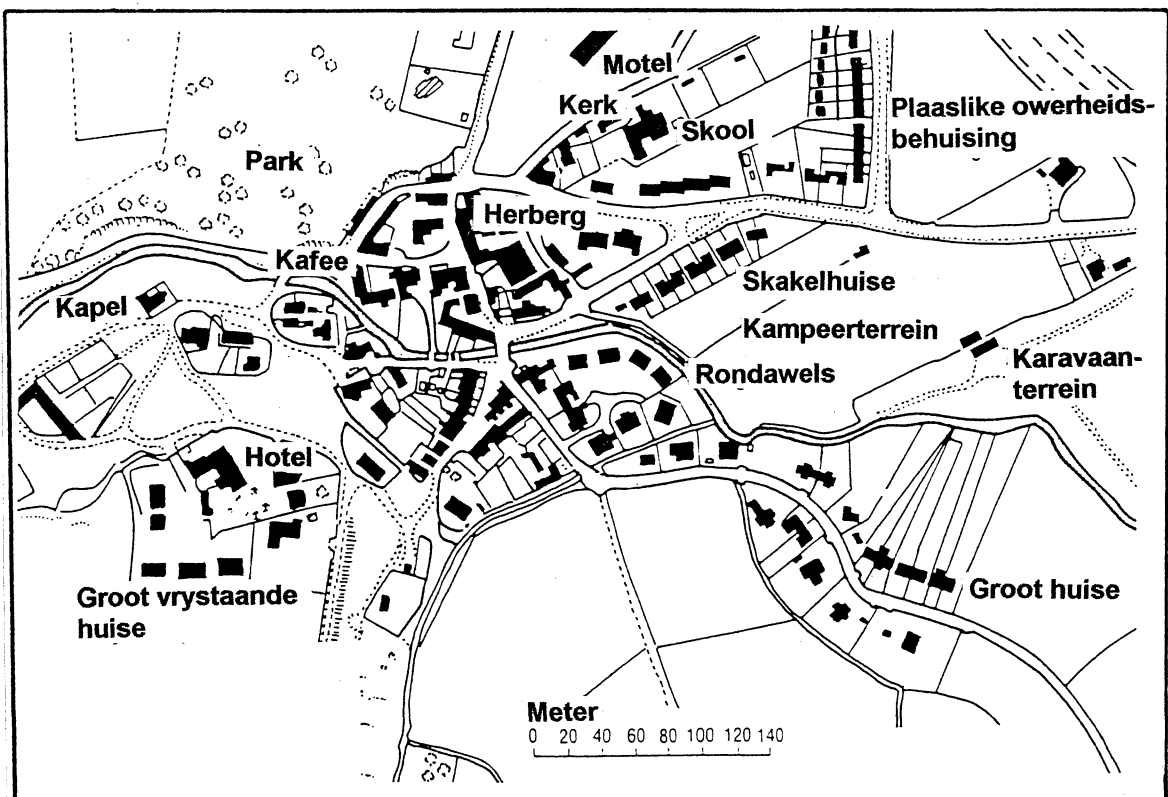 Motel
Kerk
Skool
Plaaslike owerheids-
behuising
Park
Herberg
Kafee
Skakelhuise
Kapel
Kampeerterrein
Karavaan-
terrein
Rondawels
Hotel
Groot vrystaande
huise
Groot huise
Meter
0 20 40 60 80 100 120 140